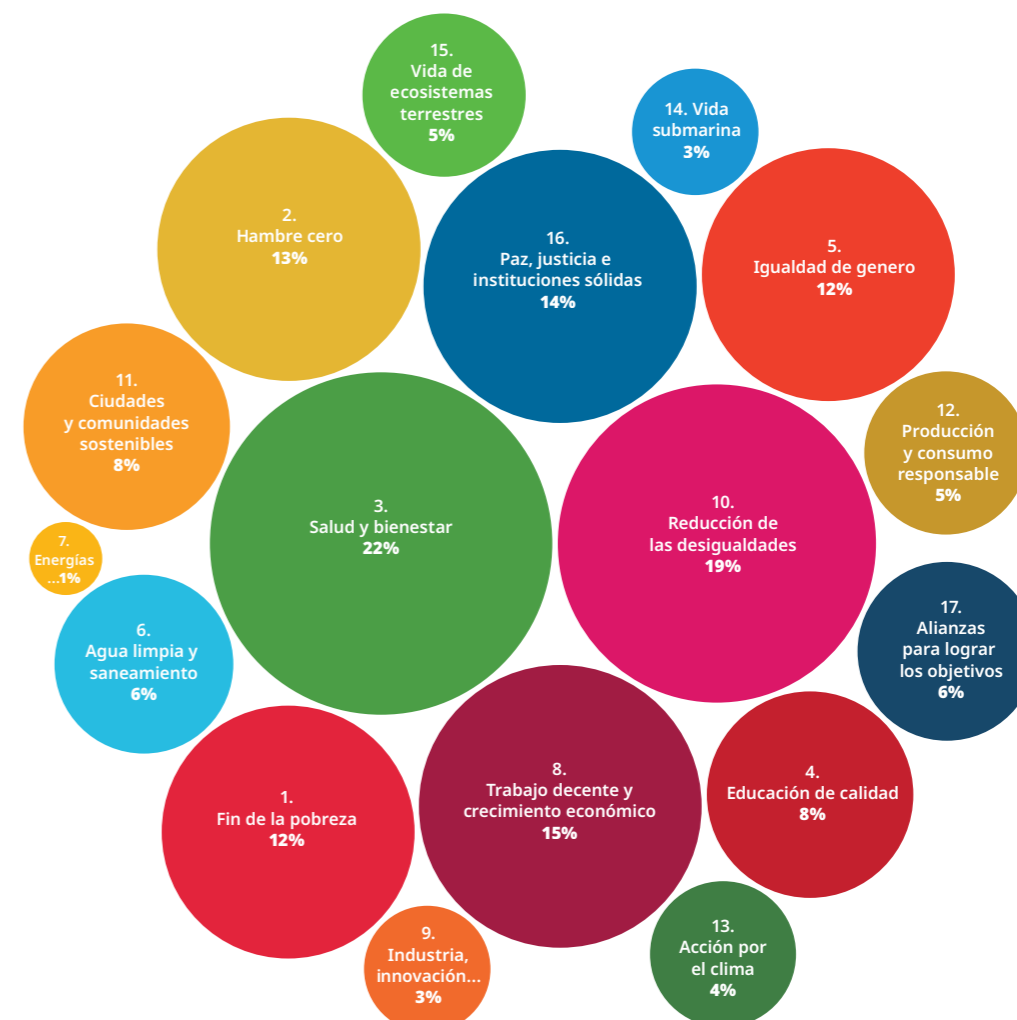 15.
Vida de
ecosistemas
terrestres
5%
14. Vida
submarina
3%
2.
Hambre cero
13%
16.
Paz, justicia e
instituciones sólidas
14%
5.
Igualdad de genero
12%
11.
Ciudades
y comunidades
sostenibles
8%
12.
Producción
y consumo
responsable
5%
3.
Salud y bienestar
22%
10.
Reducción de
las desigualdades
19%
7.
Energías
...1%
6.
Agua limpia y
saneamiento
6%
17.
Alianzas
para lograr
los objetivos
6%
1.
Fin de la pobreza
12%
8.
Trabajo decente y
crecimiento económico
15%
4.
Educación de calidad
8%
9.
Industria,
innovación...
3%
13.
Acción por
el clima
4%